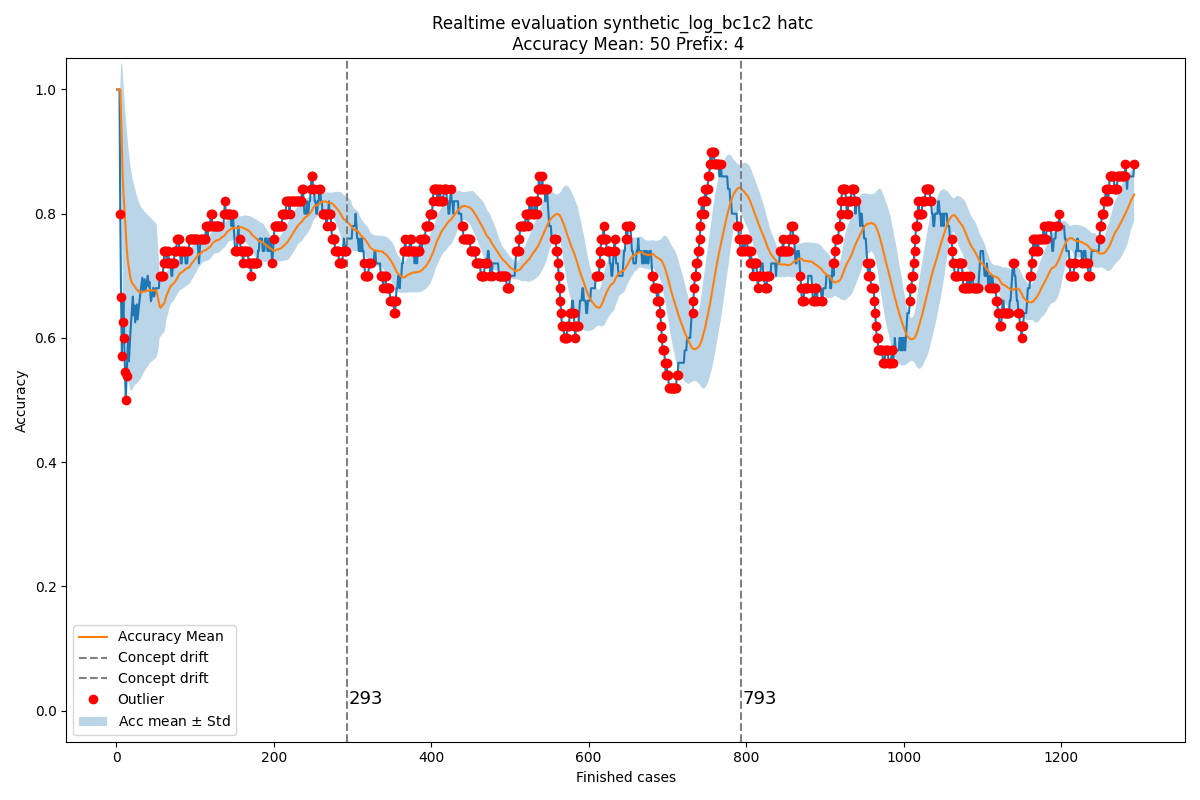 Realtime evaluation synthetic_log_bc1c2 hatc
Accuracy Mean: 50 Prefix: 4
Accuracy
1.0
0.8
0.6
0.4
0.2
0.0
Accuracy Mean
Concept drift
Concept drift
Outlier
Acc mean ± Std
293
793
0
200
400
600
800
1000
1200
Finished cases